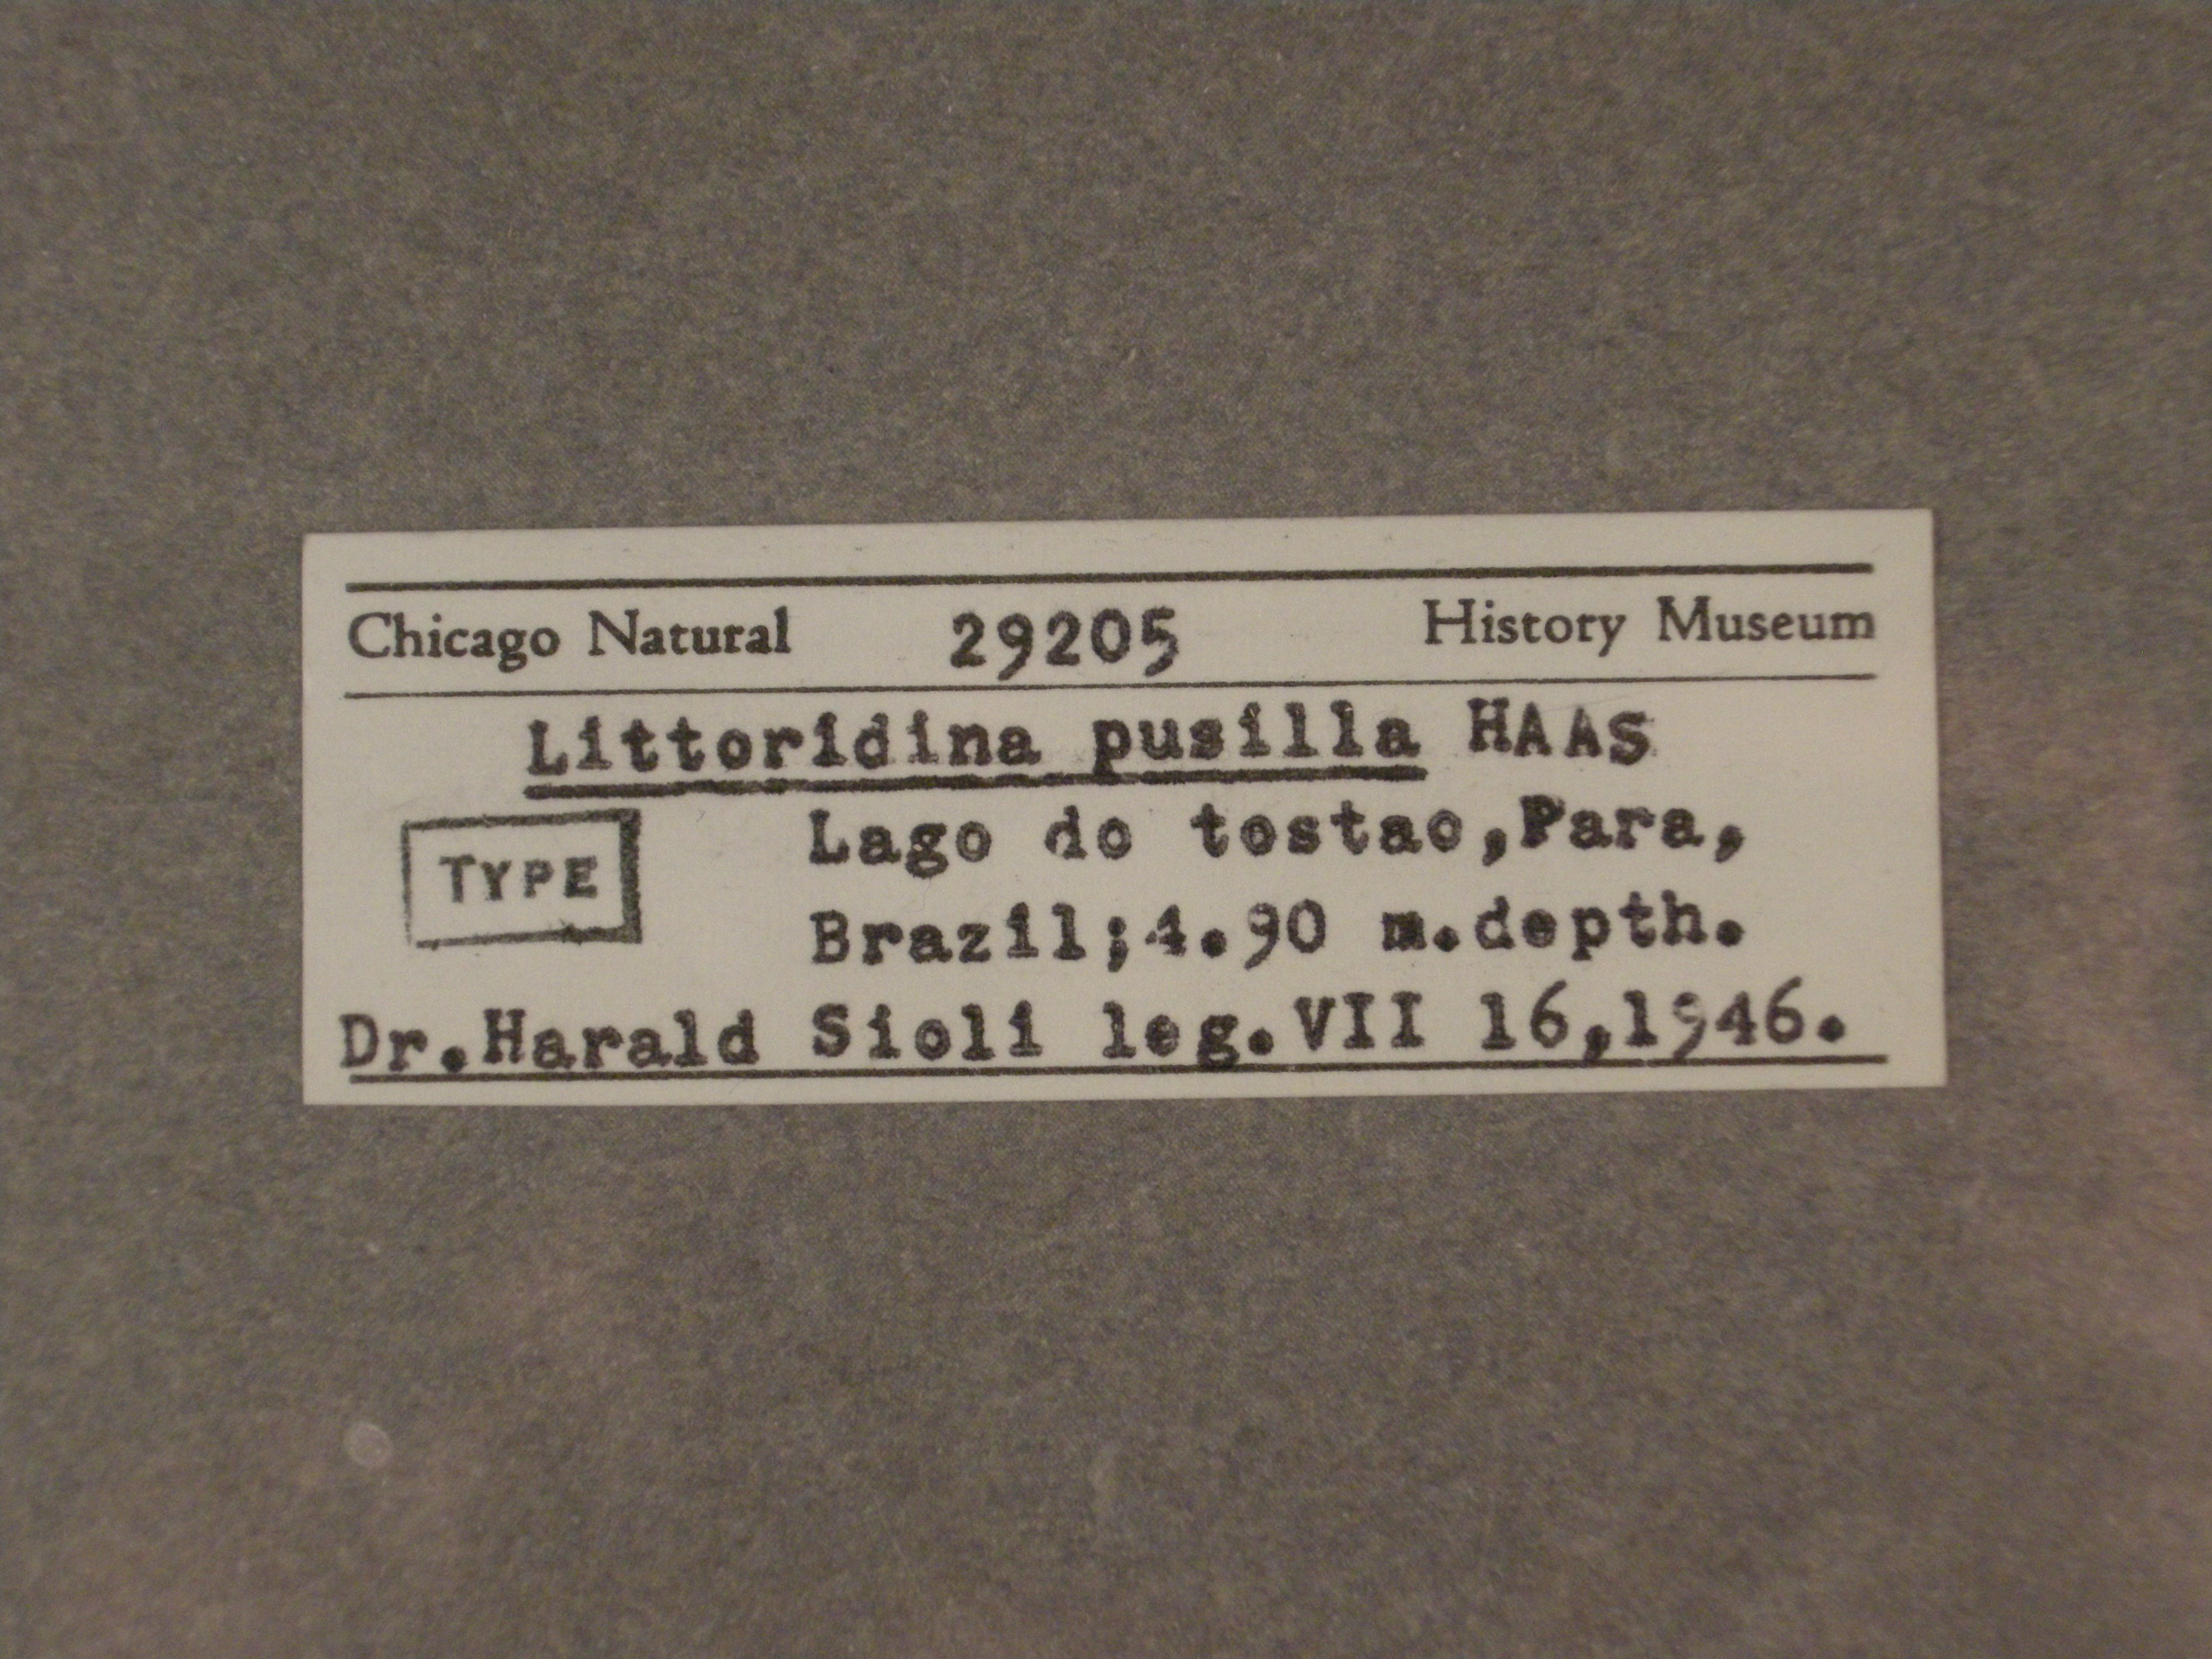 Chicago Natural 29205 History Museum
Littoridina pusilla HAAS
TYPE
Lago do tostao,Para,
Brazil;4.90 m.depth.
Dr.Harald Sioli leg.VII 16,1946.